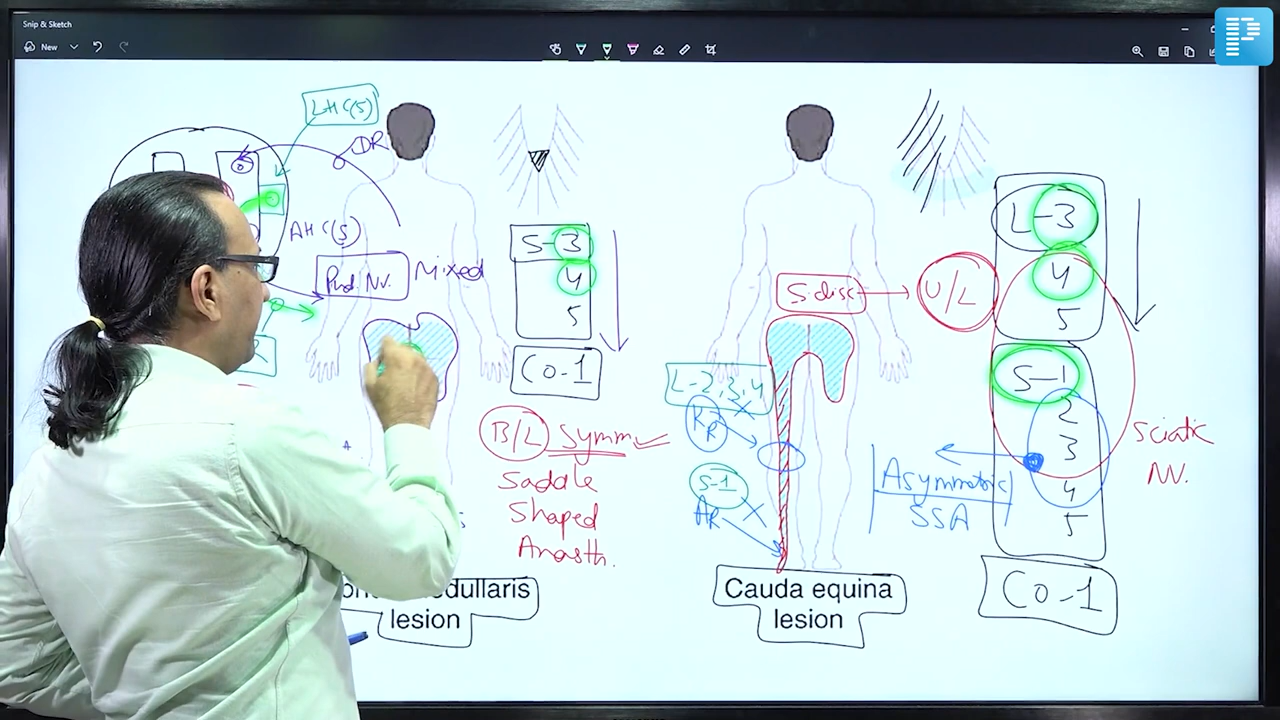 Snip & Sketch
New
LHC(S)
DR
AHC(S)
Pud. Nv.
Mixed
S-3
4
5
Co-1
B/L Symm
Saddle
Shaped
Anasth.
medullaris
lesion
S.disc
U/L
L-2,3,4
KR
S-1
AR
Asymmetric
SSA
Cauda equina
lesion
L-3
4
5
S-1
2
3
4
5
Co-1
Sciatic
NV.